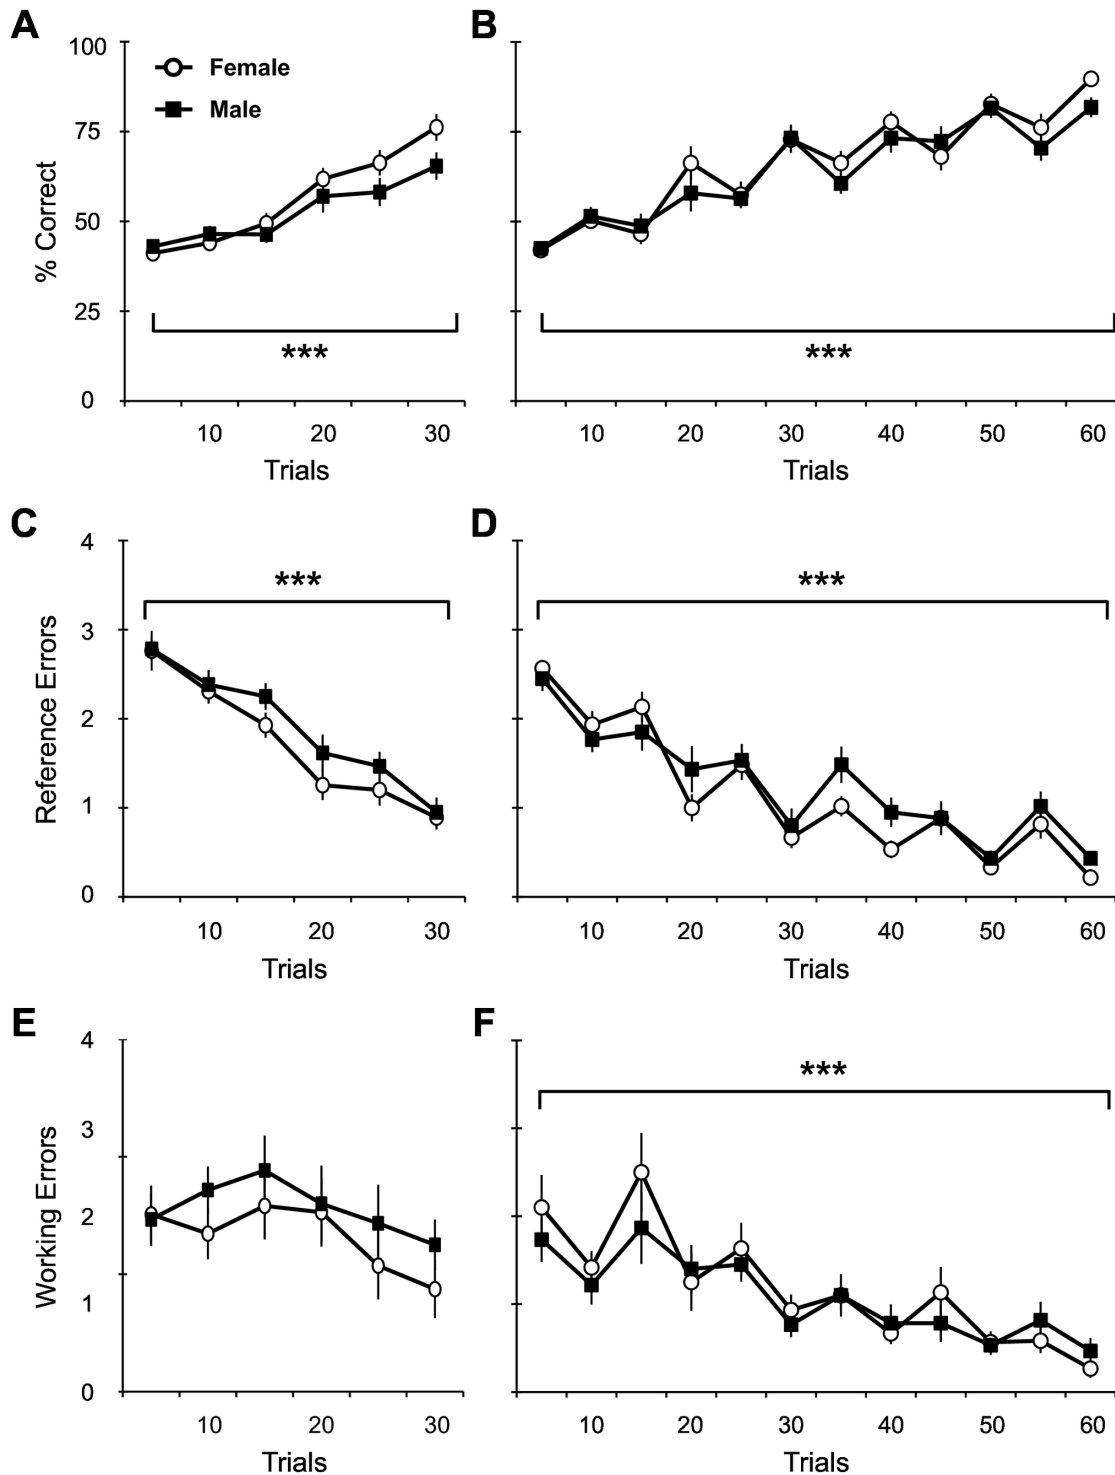 A
B
100
75
50
25
0
% Correct
Female
Male
***
***
10 20 30
10 20 30 40 50 60
Trials
Trials
C
D
4
3
2
1
0
Reference Errors
***
***
10 20 30
10 20 30 40 50 60
Trials
Trials
E
F
4
3
2
1
0
Working Errors
***
10 20 30
10 20 30 40 50 60
Trials
Trials